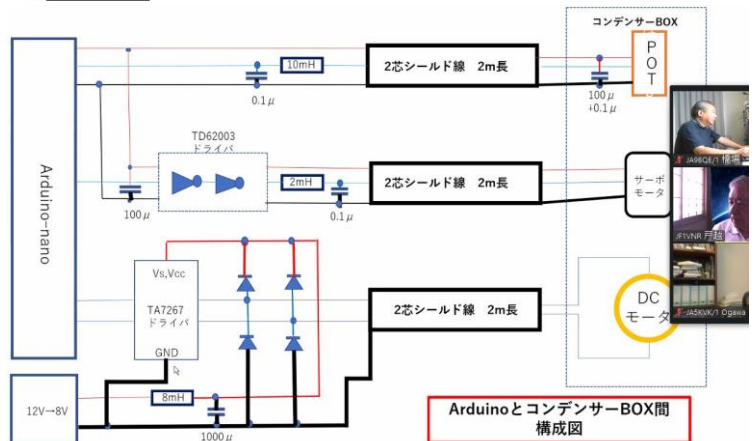 コンデンサーBOX
10mH
2芯シールド線 2m長
P
O
T
0.1μ
100μ
+0.1μ
Arduino-nano
TD62003
ドライバ
2mH
2芯シールド線 2m長
サーボ
モータ
100μ
0.1μ
Vs,Vcc
TA7267
ドライバ
GND
2芯シールド線 2m長
DC
モータ
12V→8V
8mH
1000μ
ArduinoとコンデンサーBOX間
構成図
JF1VNR 戸越
JA5KVK/1 Ogawa